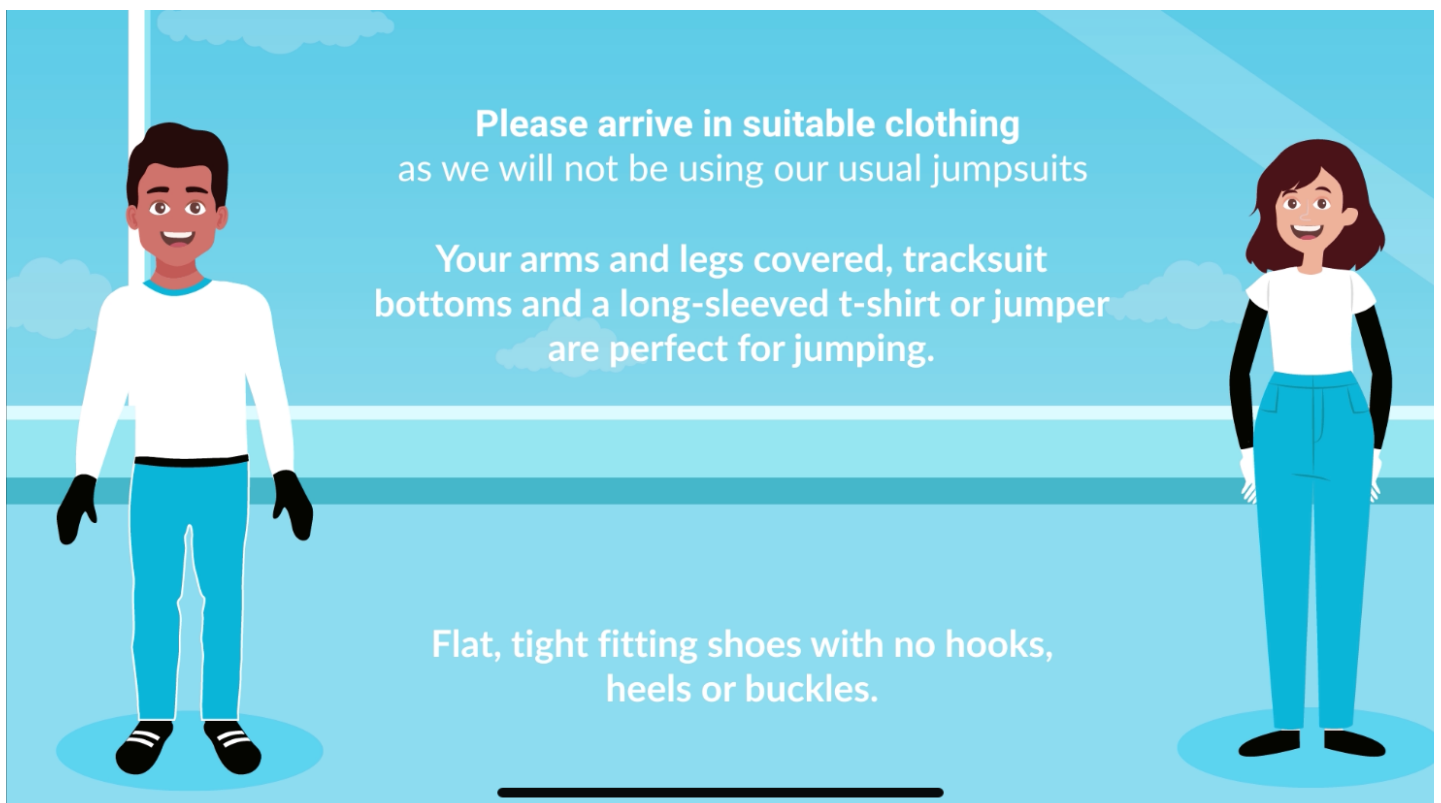 Please arrive in suitable clothing
as we will not be using our usual jumpsuits
Your arms and legs covered, tracksuit
bottoms and a long-sleeved t-shirt or jumper
are perfect for jumping.
Flat, tight fitting shoes with no hooks,
heels or buckles.